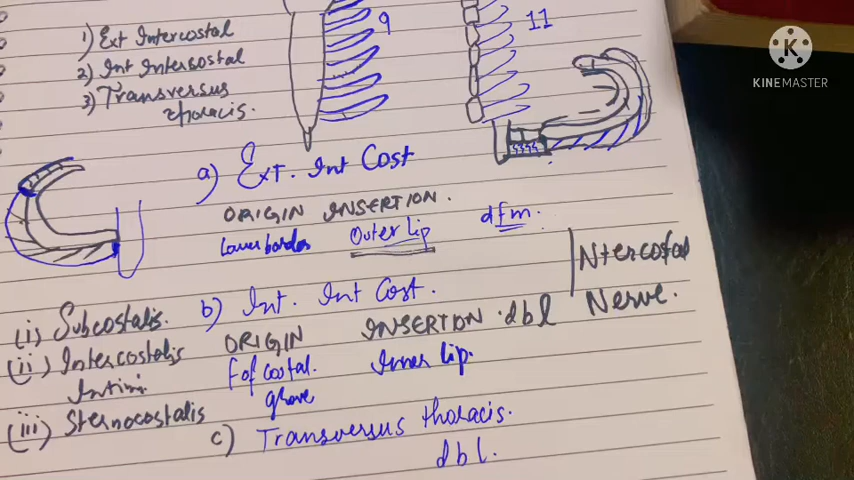 9
11
1) Ext Intercostal
2) Int Intercostal
3) Transversus
thoracis.
K
KINEMASTER
a) Ext. Int Cost
ORIGIN INSERTION.
Lower border Outer lip dfm.
b) Int. Int Cost.
ORIGIN INSERTION . dbl
F of costal. Inner lip.
grove
Ntercostal
Nerve.
(i) Subcostalis.
(ii) Intercostalis
Intimi.
(iii) Sternocostalis
c) Transversus thoracis.
dbl.